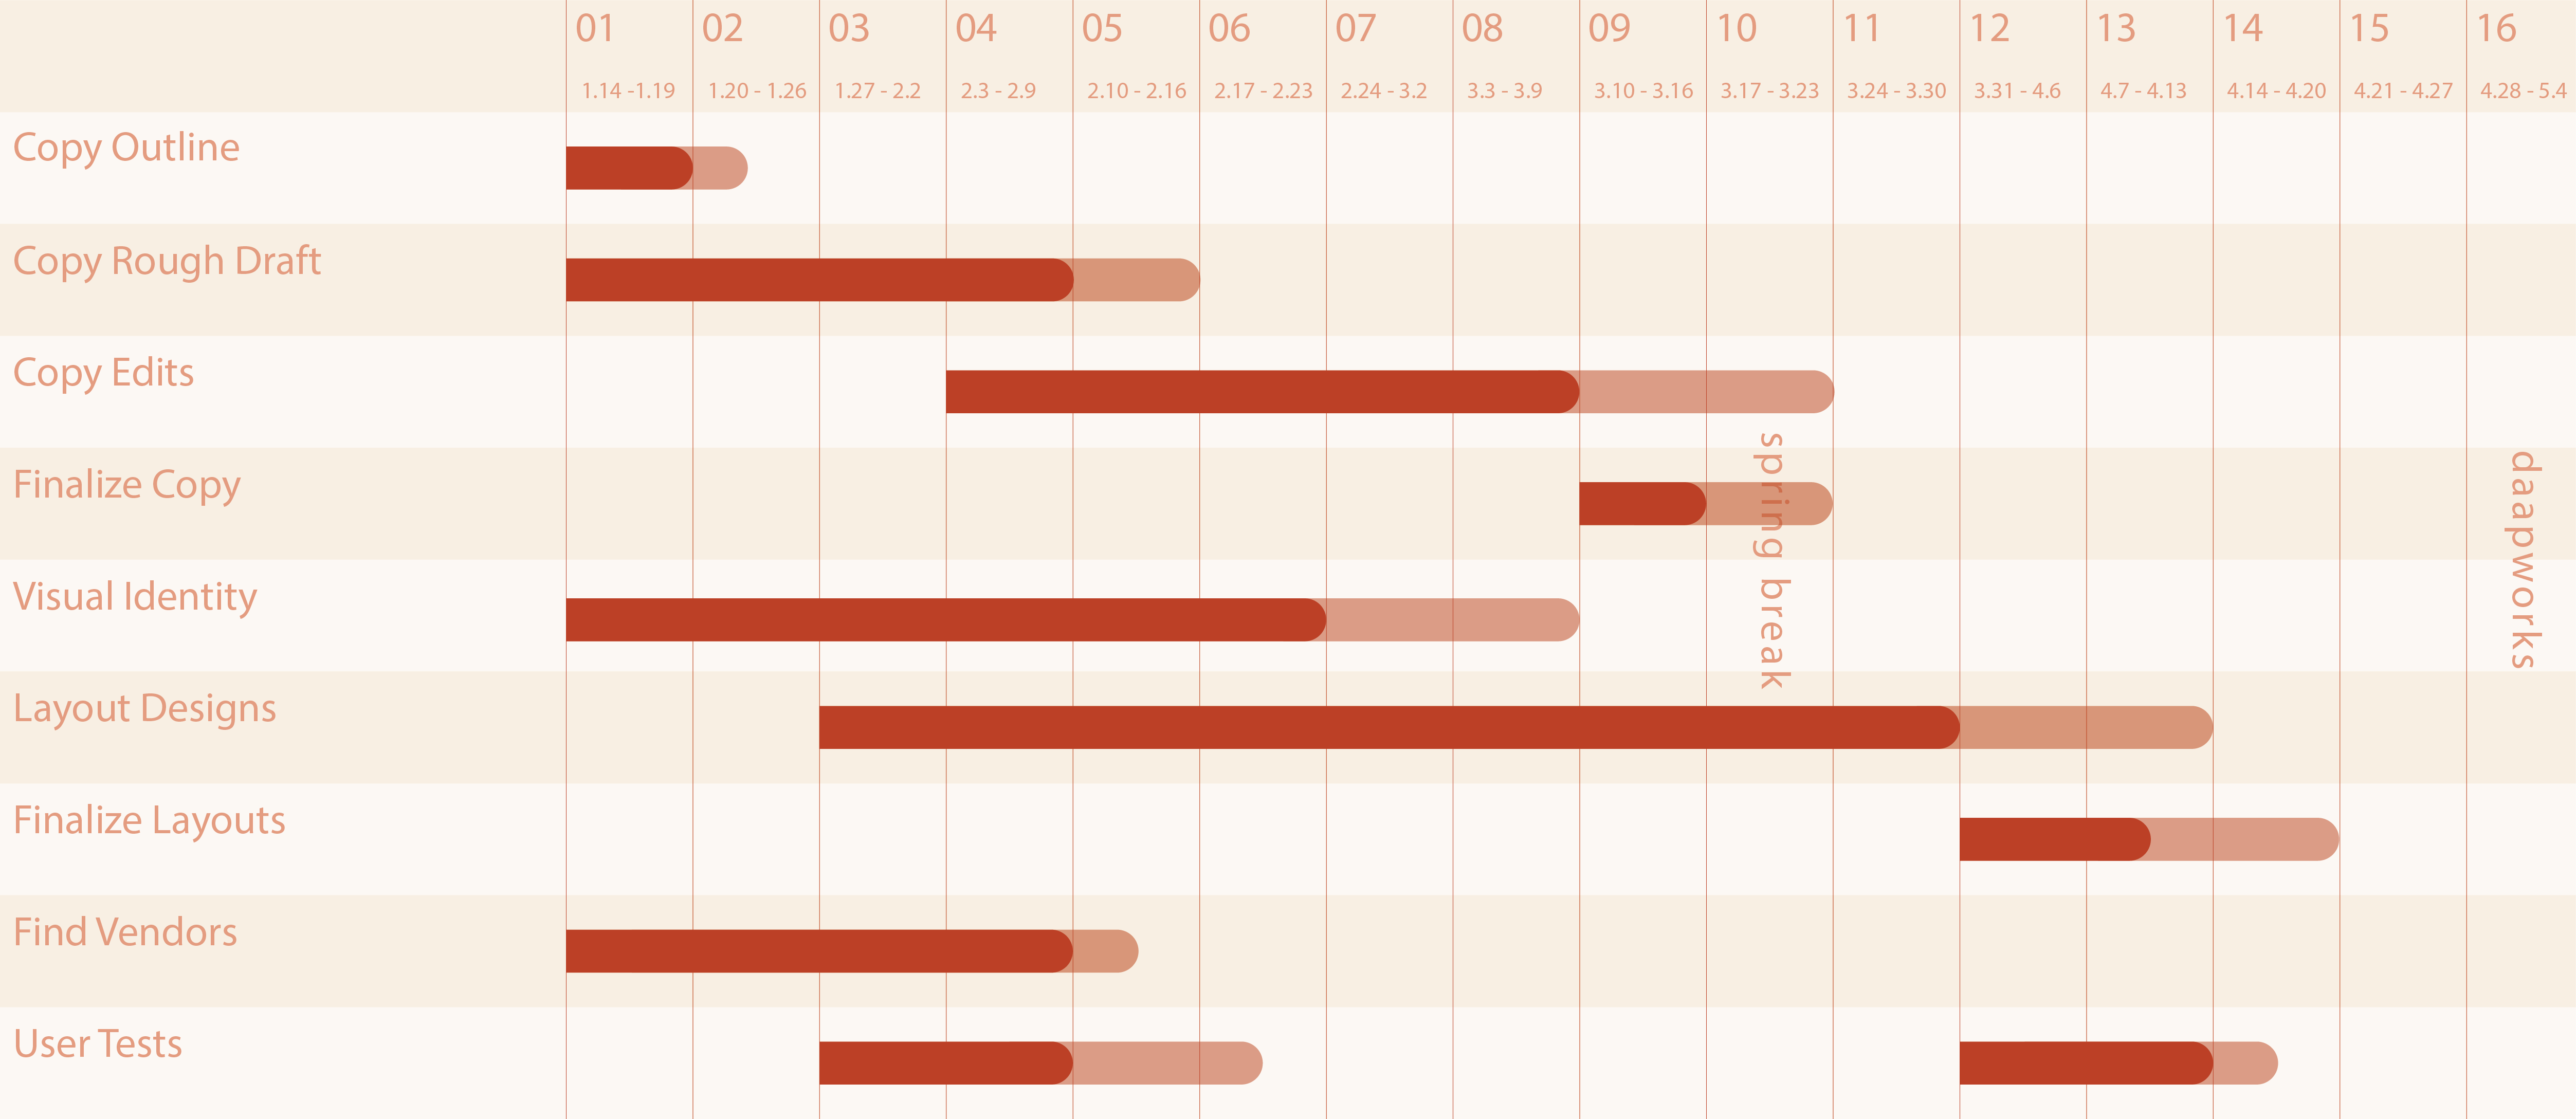 01 02 03 04 05 06 07 08 09 10 11 12 13 14 15 16
1.14 -1.19 1.20 - 1.26 1.27 - 2.2 2.3 - 2.9 2.10 - 2.16 2.17 - 2.23 2.24 - 3.2 3.3 - 3.9 3.10 - 3.16 3.17 - 3.23 3.24 - 3.30 3.31 - 4.6 4.7 - 4.13 4.14 - 4.20 4.21 - 4.27 4.28 - 5.4
Copy Outline
Copy Rough Draft
Copy Edits
Finalize Copy
Visual Identity
Layout Designs
Finalize Layouts
Find Vendors
User Tests
spring break
daapworks